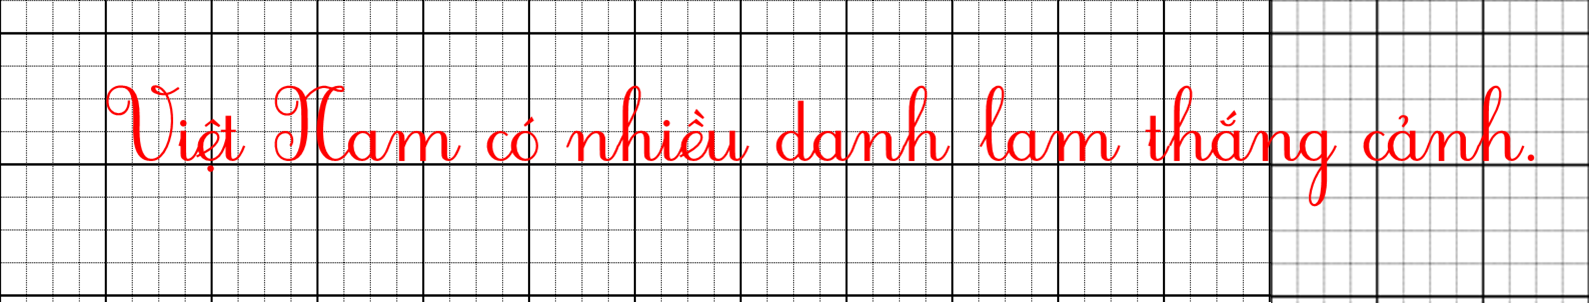 Việt Nam có nhiều danh lam thắng cảnh.